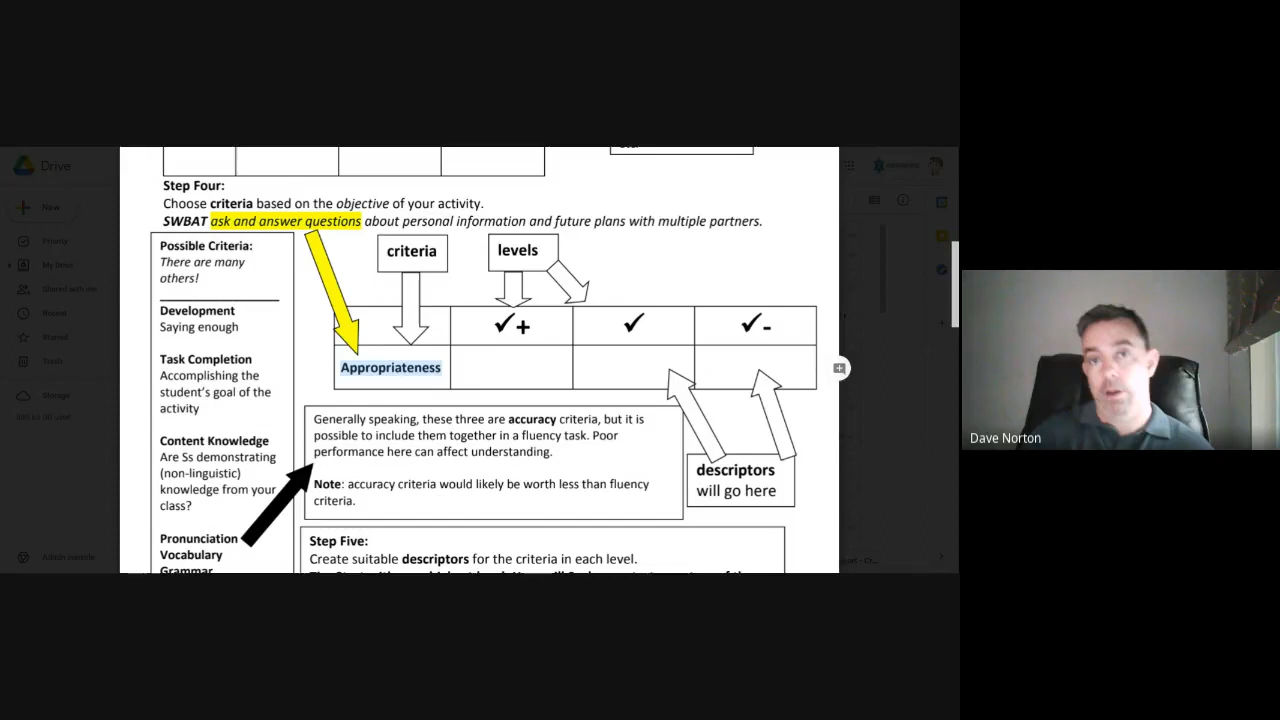 Drive
New
Priority
My Drive
Shared with me
Recent
Starred
Storage
Step Four:
Choose criteria based on the objective of your activity.
SWBAT ask and answer questions about personal information and future plans with multiple partners.
Possible Criteria:
There are many
others!
Development
Saying enough
Task Completion
Accomplishing the
student's goal of the
activity
Content Knowledge
Are Ss demonstrating
(non-linguistic)
knowledge from your
class?
Pronunciation
Vocabulary
Grammar
criteria
levels
✓+
✓
✓-
Appropriateness
Generally speaking, these three are accuracy criteria, but it is
possible to include them together in a fluency task. Poor
performance here can affect understanding.
Note: accuracy criteria would likely be worth less than fluency
criteria.
descriptors
will go here
Step Five:
Create suitable descriptors for the criteria in each level.
Dave Norton